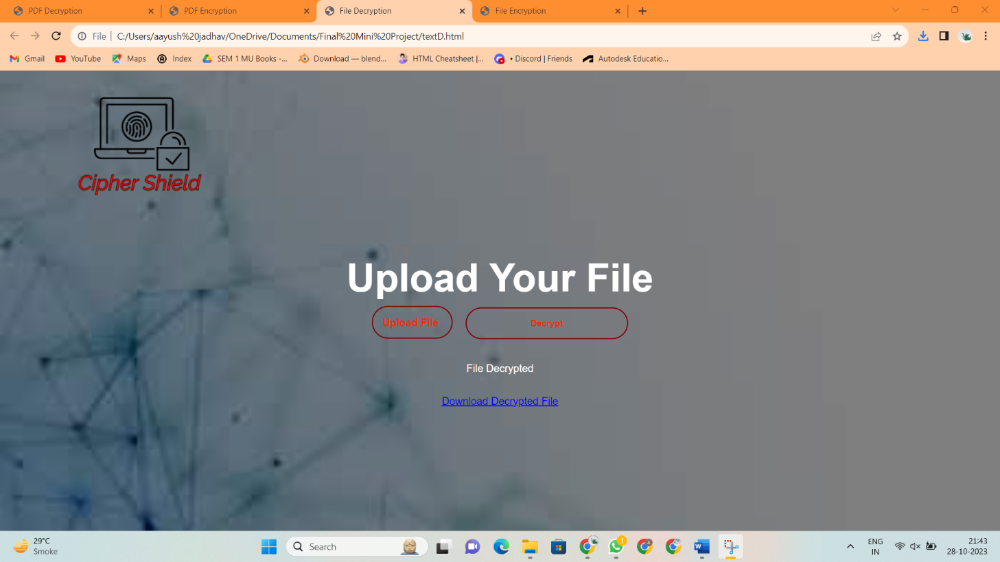 PDF Decryption
PDF Encryption
File Decryption
File Encryption
File
C:/Users/aayush%20jadhav/OneDrive/Documents/Final%20Mini%20Project/textD.html
Gmail
YouTube
Maps
Index
SEM 1 MU Books -...
Download — blend...
HTML Cheatsheet |...
• Discord | Friends
Autodesk Educatio...
Cipher Shield
Upload Your File
Upload File
Decrypt
File Decrypted
Download Decrypted File
29°C
Smoke
Search
1
ENG
IN
21:43
28-10-2023